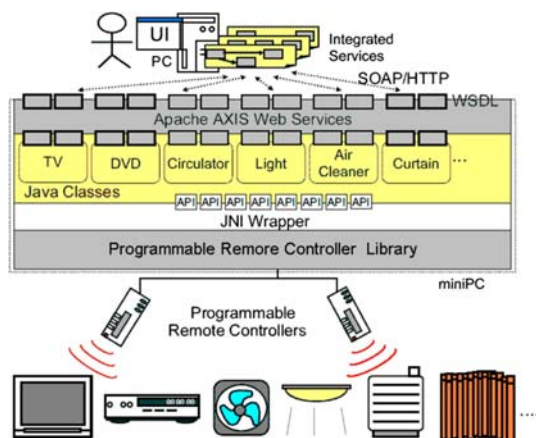 UI
PC
Integrated
Services
SOAP/HTTP
WSDL
Apache AXIS Web Services
TV
DVD
Circulator
Light
Air
Cleaner
Curtain
...
Java Classes
API API API API API API API API
JNI Wrapper
Programmable Remore Controller Library
miniPC
Programmable
Remote Controllers
....